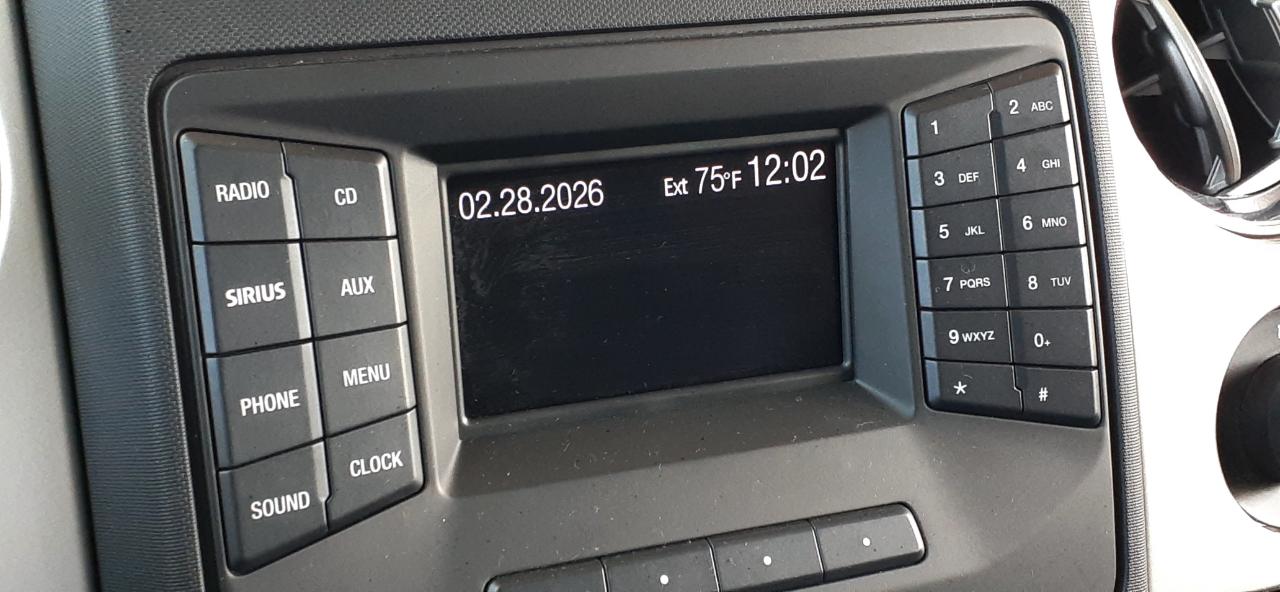 02.28.2026 Ext 75°F 12:02
RADIO CD
SIRIUS AUX
PHONE MENU
SOUND CLOCK
1 2 ABC
3 DEF 4 GHI
5 JKL 6 MNO
7 PQRS 8 TUV
9 WXYZ 0+
* #